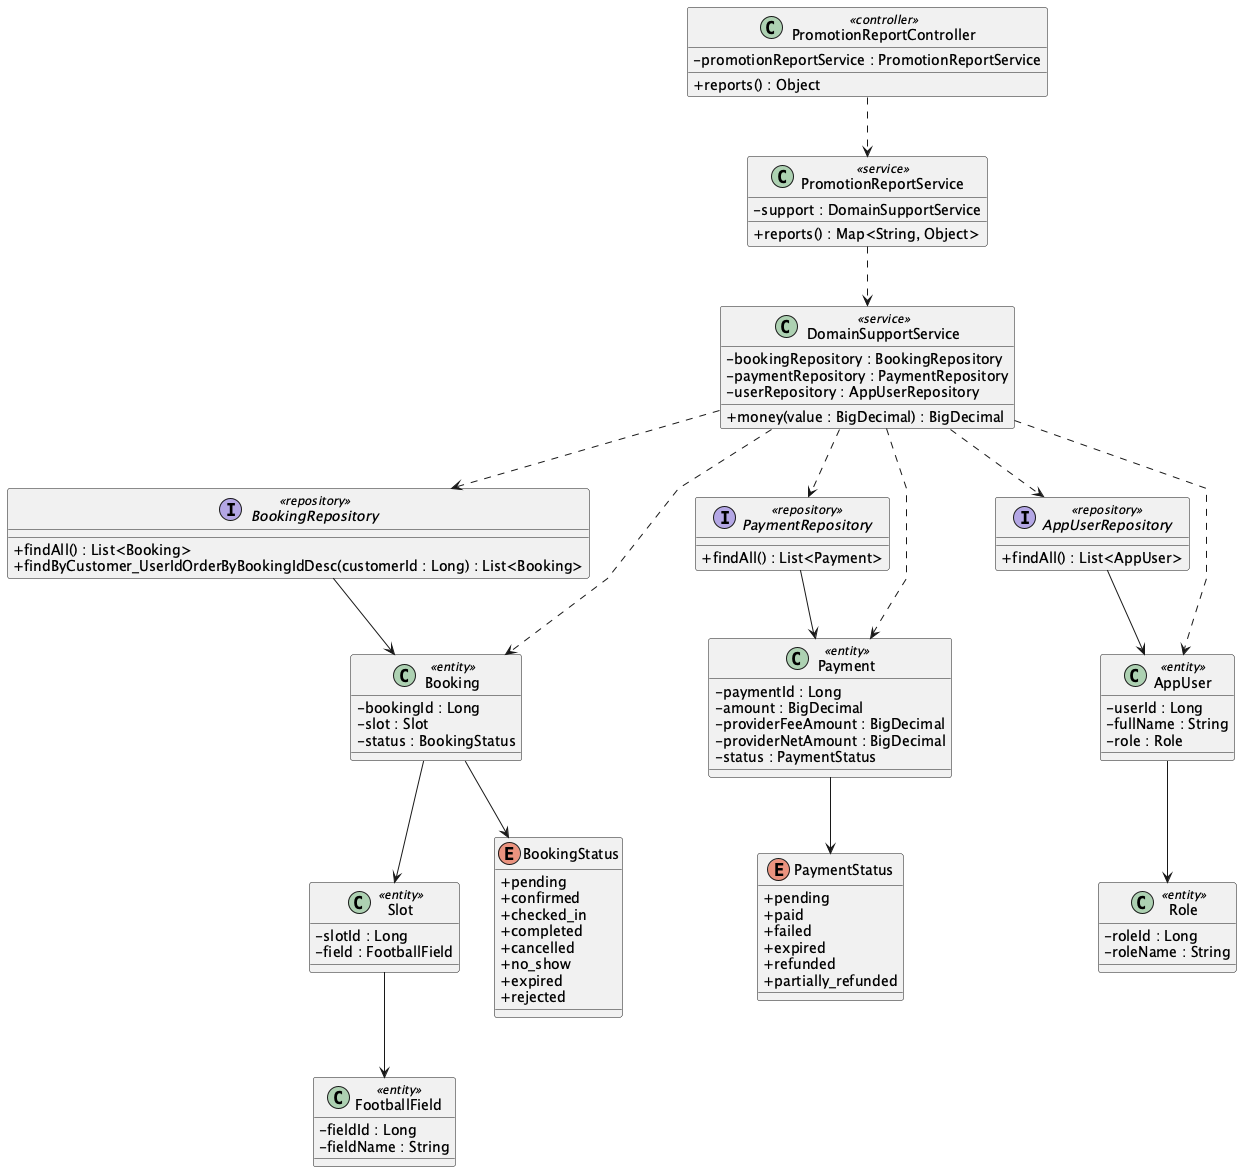 C
«controller»
PromotionReportController
-promotionReportService : PromotionReportService
+reports() : Object
C
«service»
PromotionReportService
-support : DomainSupportService
+reports() : Map<String, Object>
C
«service»
DomainSupportService
-bookingRepository : BookingRepository
-paymentRepository : PaymentRepository
-userRepository : AppUserRepository
+money(value : BigDecimal) : BigDecimal
I
«repository»
BookingRepository
+findAll() : List<Booking>
+findByCustomer_UserIdOrderByBookingIdDesc(customerId : Long) : List<Booking>
I
«repository»
PaymentRepository
+findAll() : List<Payment>
I
«repository»
AppUserRepository
+findAll() : List<AppUser>
C
«entity»
Booking
-bookingId : Long
-slot : Slot
-status : BookingStatus
C
«entity»
Payment
-paymentId : Long
-amount : BigDecimal
-providerFeeAmount : BigDecimal
-providerNetAmount : BigDecimal
-status : PaymentStatus
C
«entity»
AppUser
-userId : Long
-fullName : String
-role : Role
C
«entity»
Slot
-slotId : Long
-field : FootballField
E
BookingStatus
+pending
+confirmed
+checked_in
+completed
+cancelled
+no_show
+expired
+rejected
E
PaymentStatus
+pending
+paid
+failed
+expired
+refunded
+partially_refunded
C
«entity»
Role
-roleId : Long
-roleName : String
C
«entity»
FootballField
-fieldId : Long
-fieldName : String